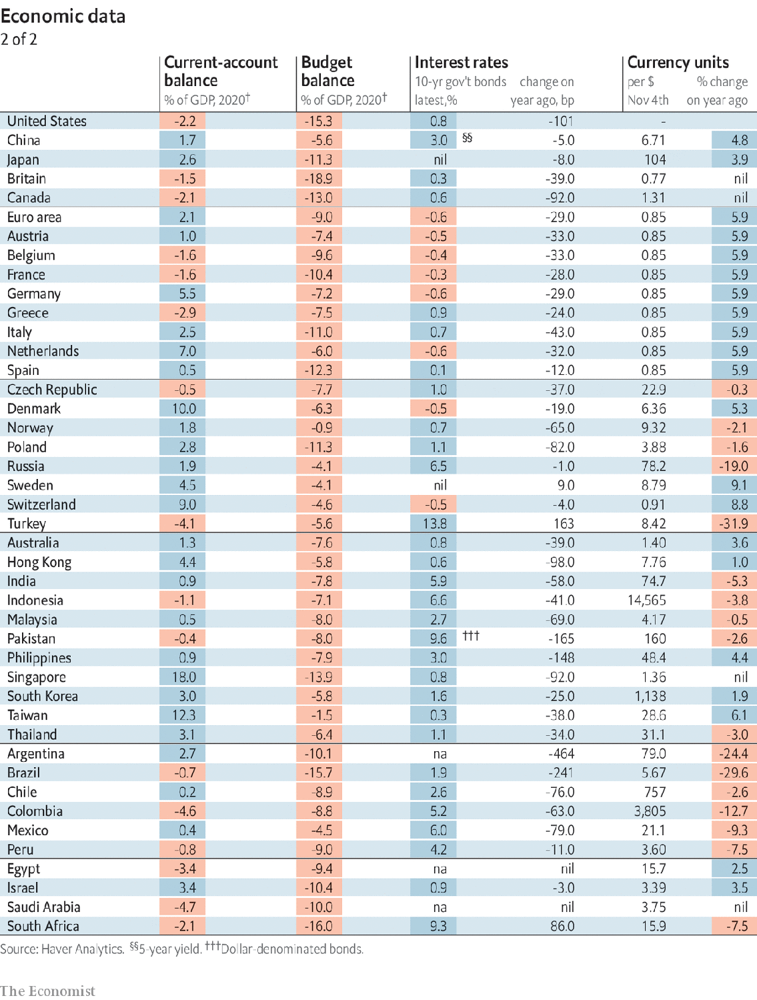 Economic data
2 of 2
Current-account balance Budget balance Interest rates Currency units
% of GDP, 2020† % of GDP, 2020† 10-yr gov't bonds latest,% change on year ago, bp per $ Nov 4th % change on year ago
United States -2.2 -15.3 0.8 -101 -
China 1.7 -5.6 3.0 §§ -5.0 6.71 4.8
Japan 2.6 -11.3 nil -8.0 104 3.9
Britain -1.5 -18.9 0.3 -39.0 0.77 nil
Canada -2.1 -13.0 0.6 -92.0 1.31 nil
Euro area 2.1 -9.0 -0.6 -29.0 0.85 5.9
Austria 1.0 -7.4 -0.5 -33.0 0.85 5.9
Belgium -1.6 -9.6 -0.4 -33.0 0.85 5.9
France -1.6 -10.4 -0.3 -28.0 0.85 5.9
Germany 5.5 -7.2 -0.6 -29.0 0.85 5.9
Greece -2.9 -7.5 0.9 -24.0 0.85 5.9
Italy 2.5 -11.0 0.7 -43.0 0.85 5.9
Netherlands 7.0 -6.0 -0.6 -32.0 0.85 5.9
Spain 0.5 -12.3 0.1 -12.0 0.85 5.9
Czech Republic -0.5 -7.7 1.0 -37.0 22.9 -0.3
Denmark 10.0 -6.3 -0.5 -19.0 6.36 5.3
Norway 1.8 -0.9 0.7 -65.0 9.32 -2.1
Poland 2.8 -11.3 1.1 -82.0 3.88 -1.6
Russia 1.9 -4.1 6.5 -1.0 78.2 -19.0
Sweden 4.5 -4.1 nil 9.0 8.79 9.1
Switzerland 9.0 -4.6 -0.5 -4.0 0.91 8.8
Turkey -4.1 -5.6 13.8 163 8.42 -31.9
Australia 1.3 -7.6 0.8 -39.0 1.40 3.6
Hong Kong 4.4 -5.8 0.6 -98.0 7.76 1.0
India 0.9 -7.8 5.9 -58.0 74.7 -5.3
Indonesia -1.1 -7.1 6.6 -41.0 14,565 -3.8
Malaysia 0.5 -8.0 2.7 -69.0 4.17 -0.5
Pakistan -0.4 -8.0 9.6 ††† -165 160 -2.6
Philippines 0.9 -7.9 3.0 -148 48.4 4.4
Singapore 18.0 -13.9 0.8 -92.0 1.36 nil
South Korea 3.0 -5.8 1.6 -25.0 1,138 1.9
Taiwan 12.3 -1.5 0.3 -38.0 28.6 6.1
Thailand 3.1 -6.4 1.1 -34.0 31.1 -3.0
Argentina 2.7 -10.1 na -464 79.0 -24.4
Brazil -0.7 -15.7 1.9 -241 5.67 -29.6
Chile 0.2 -8.9 2.6 -76.0 757 -2.6
Colombia -4.6 -8.8 5.2 -63.0 3,805 -12.7
Mexico 0.4 -4.5 6.0 -79.0 21.1 -9.3
Peru -0.8 -9.0 4.2 -11.0 3.60 -7.5
Egypt -3.4 -9.4 na nil 15.7 2.5
Israel 3.4 -10.4 0.9 -3.0 3.39 3.5
Saudi Arabia -4.7 -10.0 na nil 3.75 nil
South Africa -2.1 -16.0 9.3 86.0 15.9 -7.5
Source: Haver Analytics. §§5-year yield. †††Dollar-denominated bonds.
The Economist